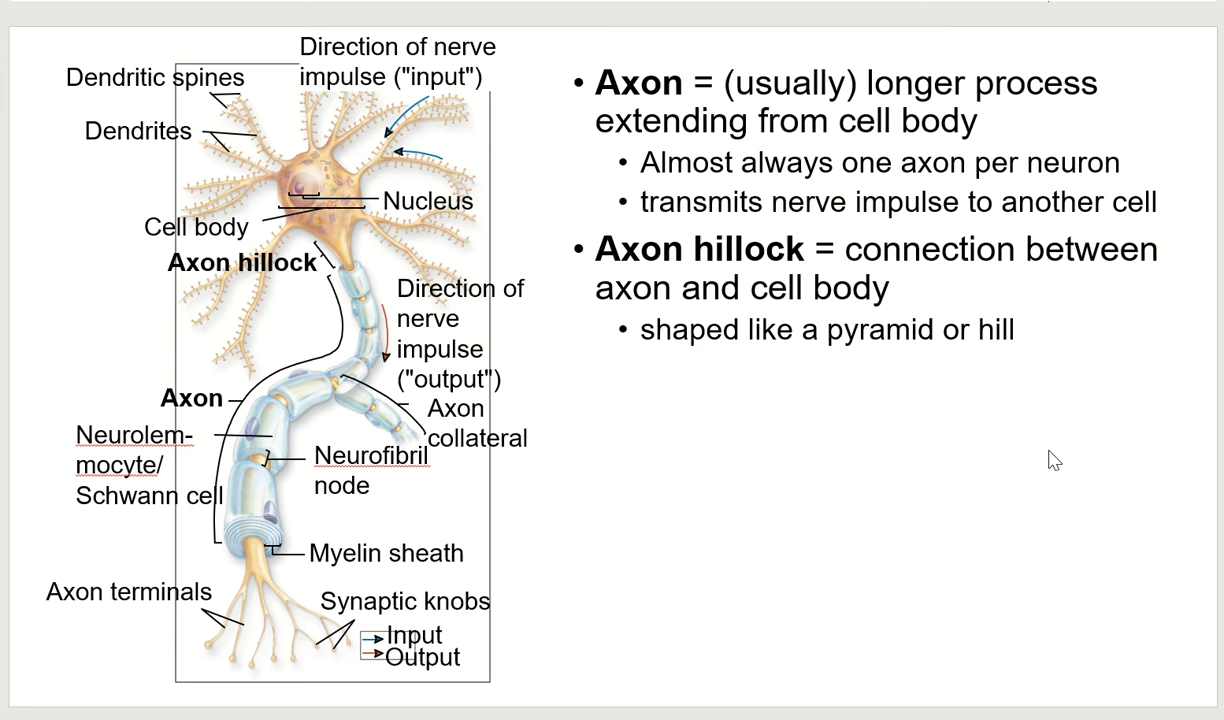 Direction of nerve
impulse ("input")
Dendritic spines
Dendrites
Nucleus
Cell body
Axon hillock
Direction of
nerve
impulse
("output")
Axon
Axon
collateral
Neurolem-
mocyte/
Schwann cell
Neurofibril
node
Myelin sheath
Axon terminals
Synaptic knobs
Input
Output
• Axon = (usually) longer process
extending from cell body
• Almost always one axon per neuron
• transmits nerve impulse to another cell
• Axon hillock = connection between
axon and cell body
• shaped like a pyramid or hill